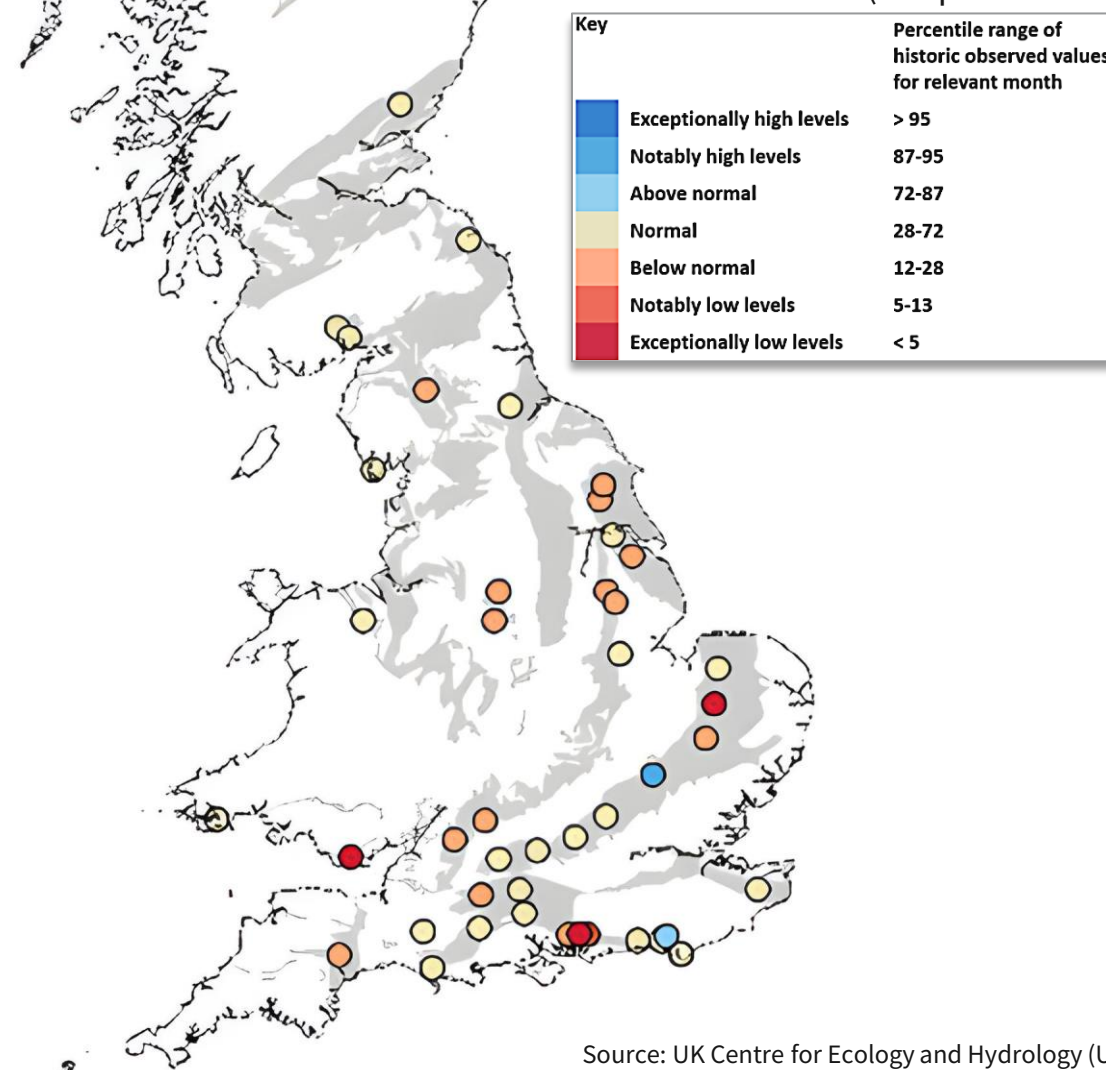 Key
Percentile range of
historic observed values
for relevant month
Exceptionally high levels > 95
Notably high levels 87-95
Above normal 72-87
Normal 28-72
Below normal 12-28
Notably low levels 5-13
Exceptionally low levels < 5
Source: UK Centre for Ecology and Hydrology (U